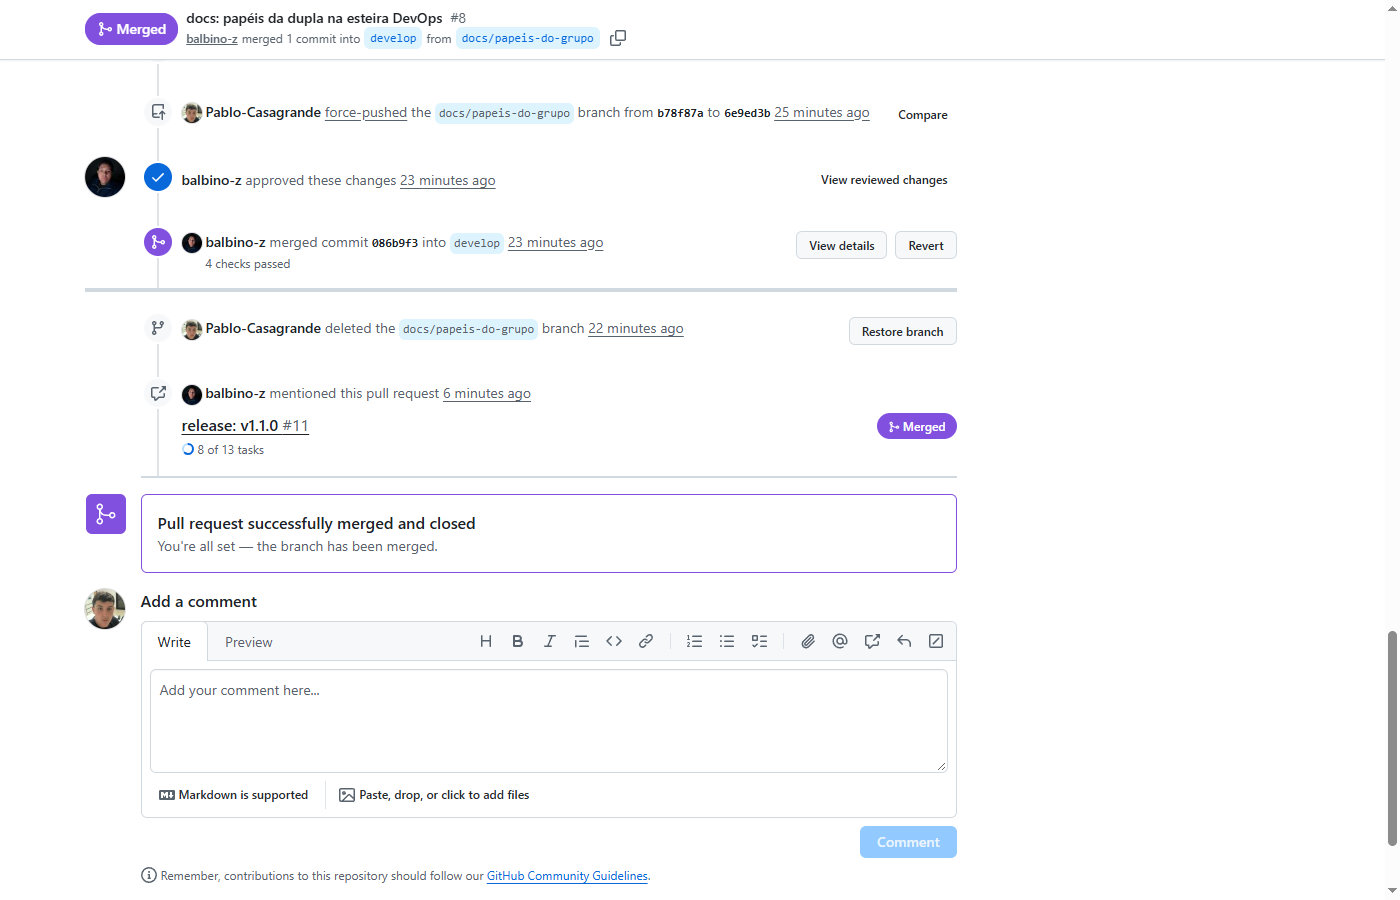 Merged
docs: papéis da dupla na esteira DevOps #8
balbino-z merged 1 commit into develop from docs/papeis-do-grupo
Pablo-Casagrande force-pushed the docs/papeis-do-grupo branch from b78f87a to 6e9ed3b 25 minutes ago
Compare
balbino-z approved these changes 23 minutes ago
View reviewed changes
balbino-z merged commit 086b9f3 into develop 23 minutes ago
View details
Revert
4 checks passed
Pablo-Casagrande deleted the docs/papeis-do-grupo branch 22 minutes ago
Restore branch
balbino-z mentioned this pull request 6 minutes ago
release: v1.1.0 #11
Merged
8 of 13 tasks
Pull request successfully merged and closed
You're all set — the branch has been merged.
Add a comment
Write
Preview
Add your comment here...
Markdown is supported
Paste, drop, or click to add files
Comment
Remember, contributions to this repository should follow our GitHub Community Guidelines.